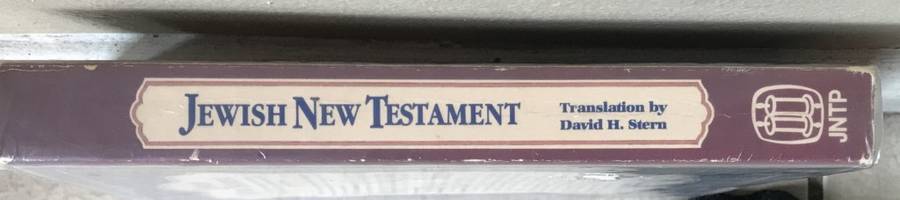 JEWISH NEW TESTAMENT
Translation by
David H. Stern
JNTP